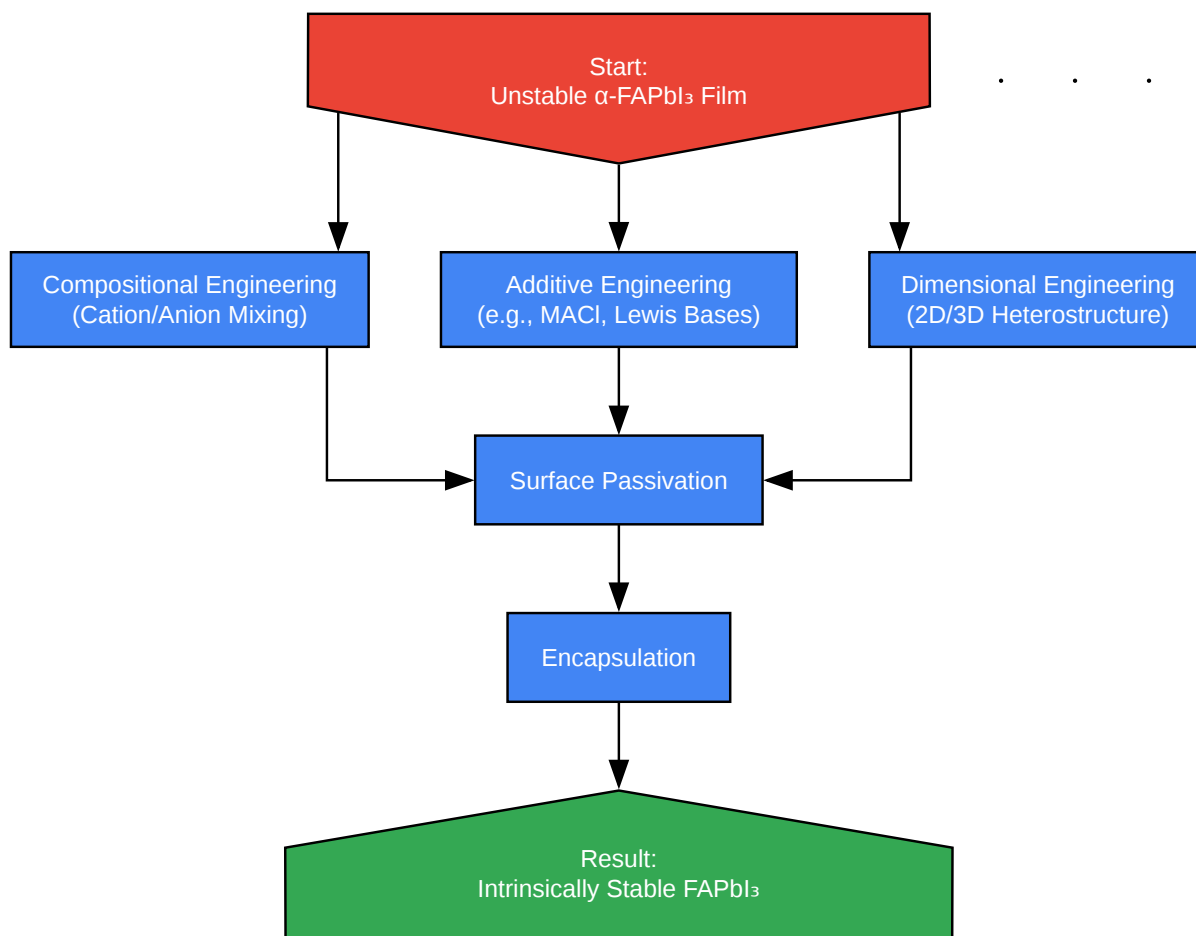 Start:
Unstable α-FAPbI₃ Film
. . .
Compositional Engineering
(Cation/Anion Mixing)
Additive Engineering
(e.g., MACl, Lewis Bases)
Dimensional Engineering
(2D/3D Heterostructure)
Surface Passivation
Encapsulation
Result:
Intrinsically Stable FAPbI₃